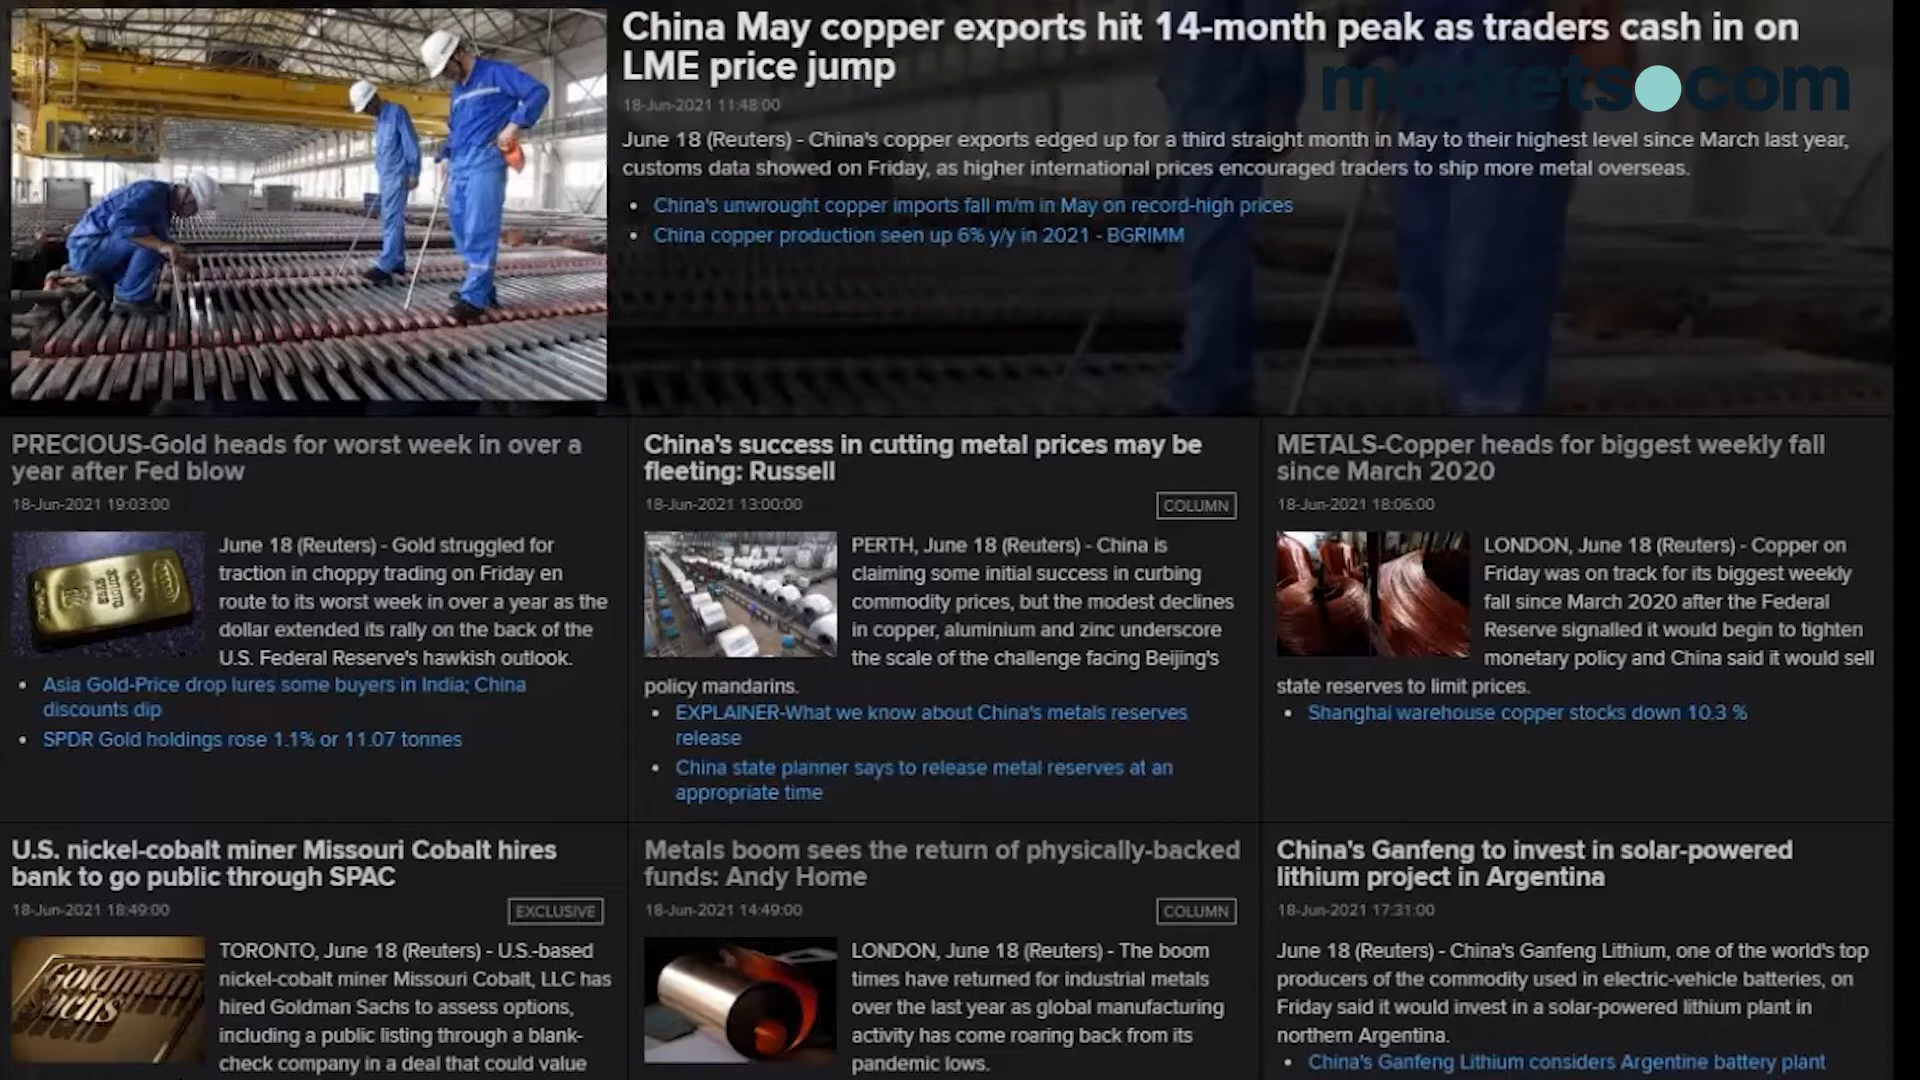 China May copper exports hit 14-month peak as traders cash in on
LME price jump
markets.com
18-Jun-2021 11:48:00
June 18 (Reuters) - China's copper exports edged up for a third straight month in May to their highest level since March last year,
customs data showed on Friday, as higher international prices encouraged traders to ship more metal overseas.
• China's unwrought copper imports fall m/m in May on record-high prices
• China copper production seen up 6% y/y in 2021 - BGRIMM
PRECIOUS-Gold heads for worst week in over a
year after Fed blow
18-Jun-2021 19:03:00
June 18 (Reuters) - Gold struggled for
traction in choppy trading on Friday en
route to its worst week in over a year as the
dollar extended its rally on the back of the
U.S. Federal Reserve's hawkish outlook.
• Asia Gold-Price drop lures some buyers in India; China
discounts dip
• SPDR Gold holdings rose 1.1% or 11.07 tonnes
China's success in cutting metal prices may be
fleeting: Russell
18-Jun-2021 13:00:00
COLUMN
PERTH, June 18 (Reuters) - China is
claiming some initial success in curbing
commodity prices, but the modest declines
in copper, aluminium and zinc underscore
the scale of the challenge facing Beijing's
policy mandarins.
• EXPLAINER-What we know about China's metals reserves
release
• China state planner says to release metal reserves at an
appropriate time
METALS-Copper heads for biggest weekly fall
since March 2020
18-Jun-2021 18:06:00
LONDON, June 18 (Reuters) - Copper on
Friday was on track for its biggest weekly
fall since March 2020 after the Federal
Reserve signalled it would begin to tighten
monetary policy and China said it would sell
state reserves to limit prices.
• Shanghai warehouse copper stocks down 10.3 %
U.S. nickel-cobalt miner Missouri Cobalt hires
bank to go public through SPAC
18-Jun-2021 18:49:00
EXCLUSIVE
Goldman
Sachs
TORONTO, June 18 (Reuters) - U.S.-based
nickel-cobalt miner Missouri Cobalt, LLC has
hired Goldman Sachs to assess options,
including a public listing through a blank-
check company in a deal that could value
Metals boom sees the return of physically-backed
funds: Andy Home
18-Jun-2021 14:49:00
COLUMN
LONDON, June 18 (Reuters) - The boom
times have returned for industrial metals
over the last year as global manufacturing
activity has come roaring back from its
pandemic lows.
China's Ganfeng to invest in solar-powered
lithium project in Argentina
18-Jun-2021 17:31:00
June 18 (Reuters) - China's Ganfeng Lithium, one of the world's top
producers of the commodity used in electric-vehicle batteries, on
Friday said it would invest in a solar-powered lithium plant in
northern Argentina.
• China's Ganfeng Lithium considers Argentine battery plant